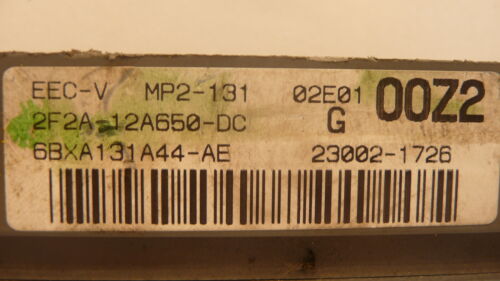 EEC-V MP2-131 02E01 00Z2
2F2A-12A650-DC G
6BXA131A44-AE 23002-1726